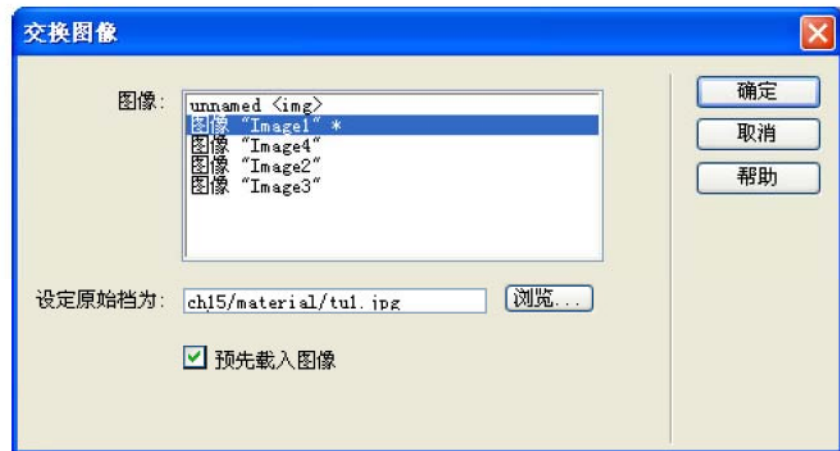 交换图像
图像:
unnamed <img>
图像 "Image1" *
图像 "Image4"
图像 "Image2"
图像 "Image3"
确定
取消
帮助
设定原始档为: ch15/material/tu1.jpg 浏览...
预先载入图像